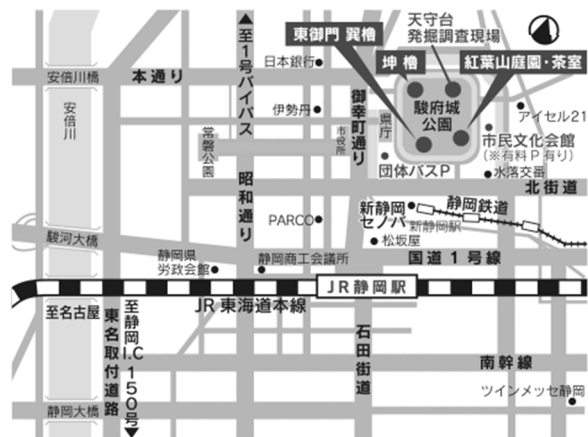 ▲至1号バイパス
天守台
発掘調査現場
東御門 巽櫓
坤櫓
紅葉山庭園・茶室
日本銀行
安倍川橋
本通り
駿府城
公園
アイセル21
伊勢丹
御幸町通り
県庁
安倍川
市役所
常磐公園
市民文化会館
(※有料P有り)
団体バスP
水落交番
北街道
昭和通り
静岡鉄道
新静岡
セノバ
新静岡駅
PARCO
松坂屋
駿河大橋
国道1号線
静岡県
労政会館
静岡商工会議所
JR静岡駅
JR東海道本線
至名古屋
東名取付道路
至静岡I.C
150号▼
石田街道
南幹線
ツインメッセ静岡
静岡大橋